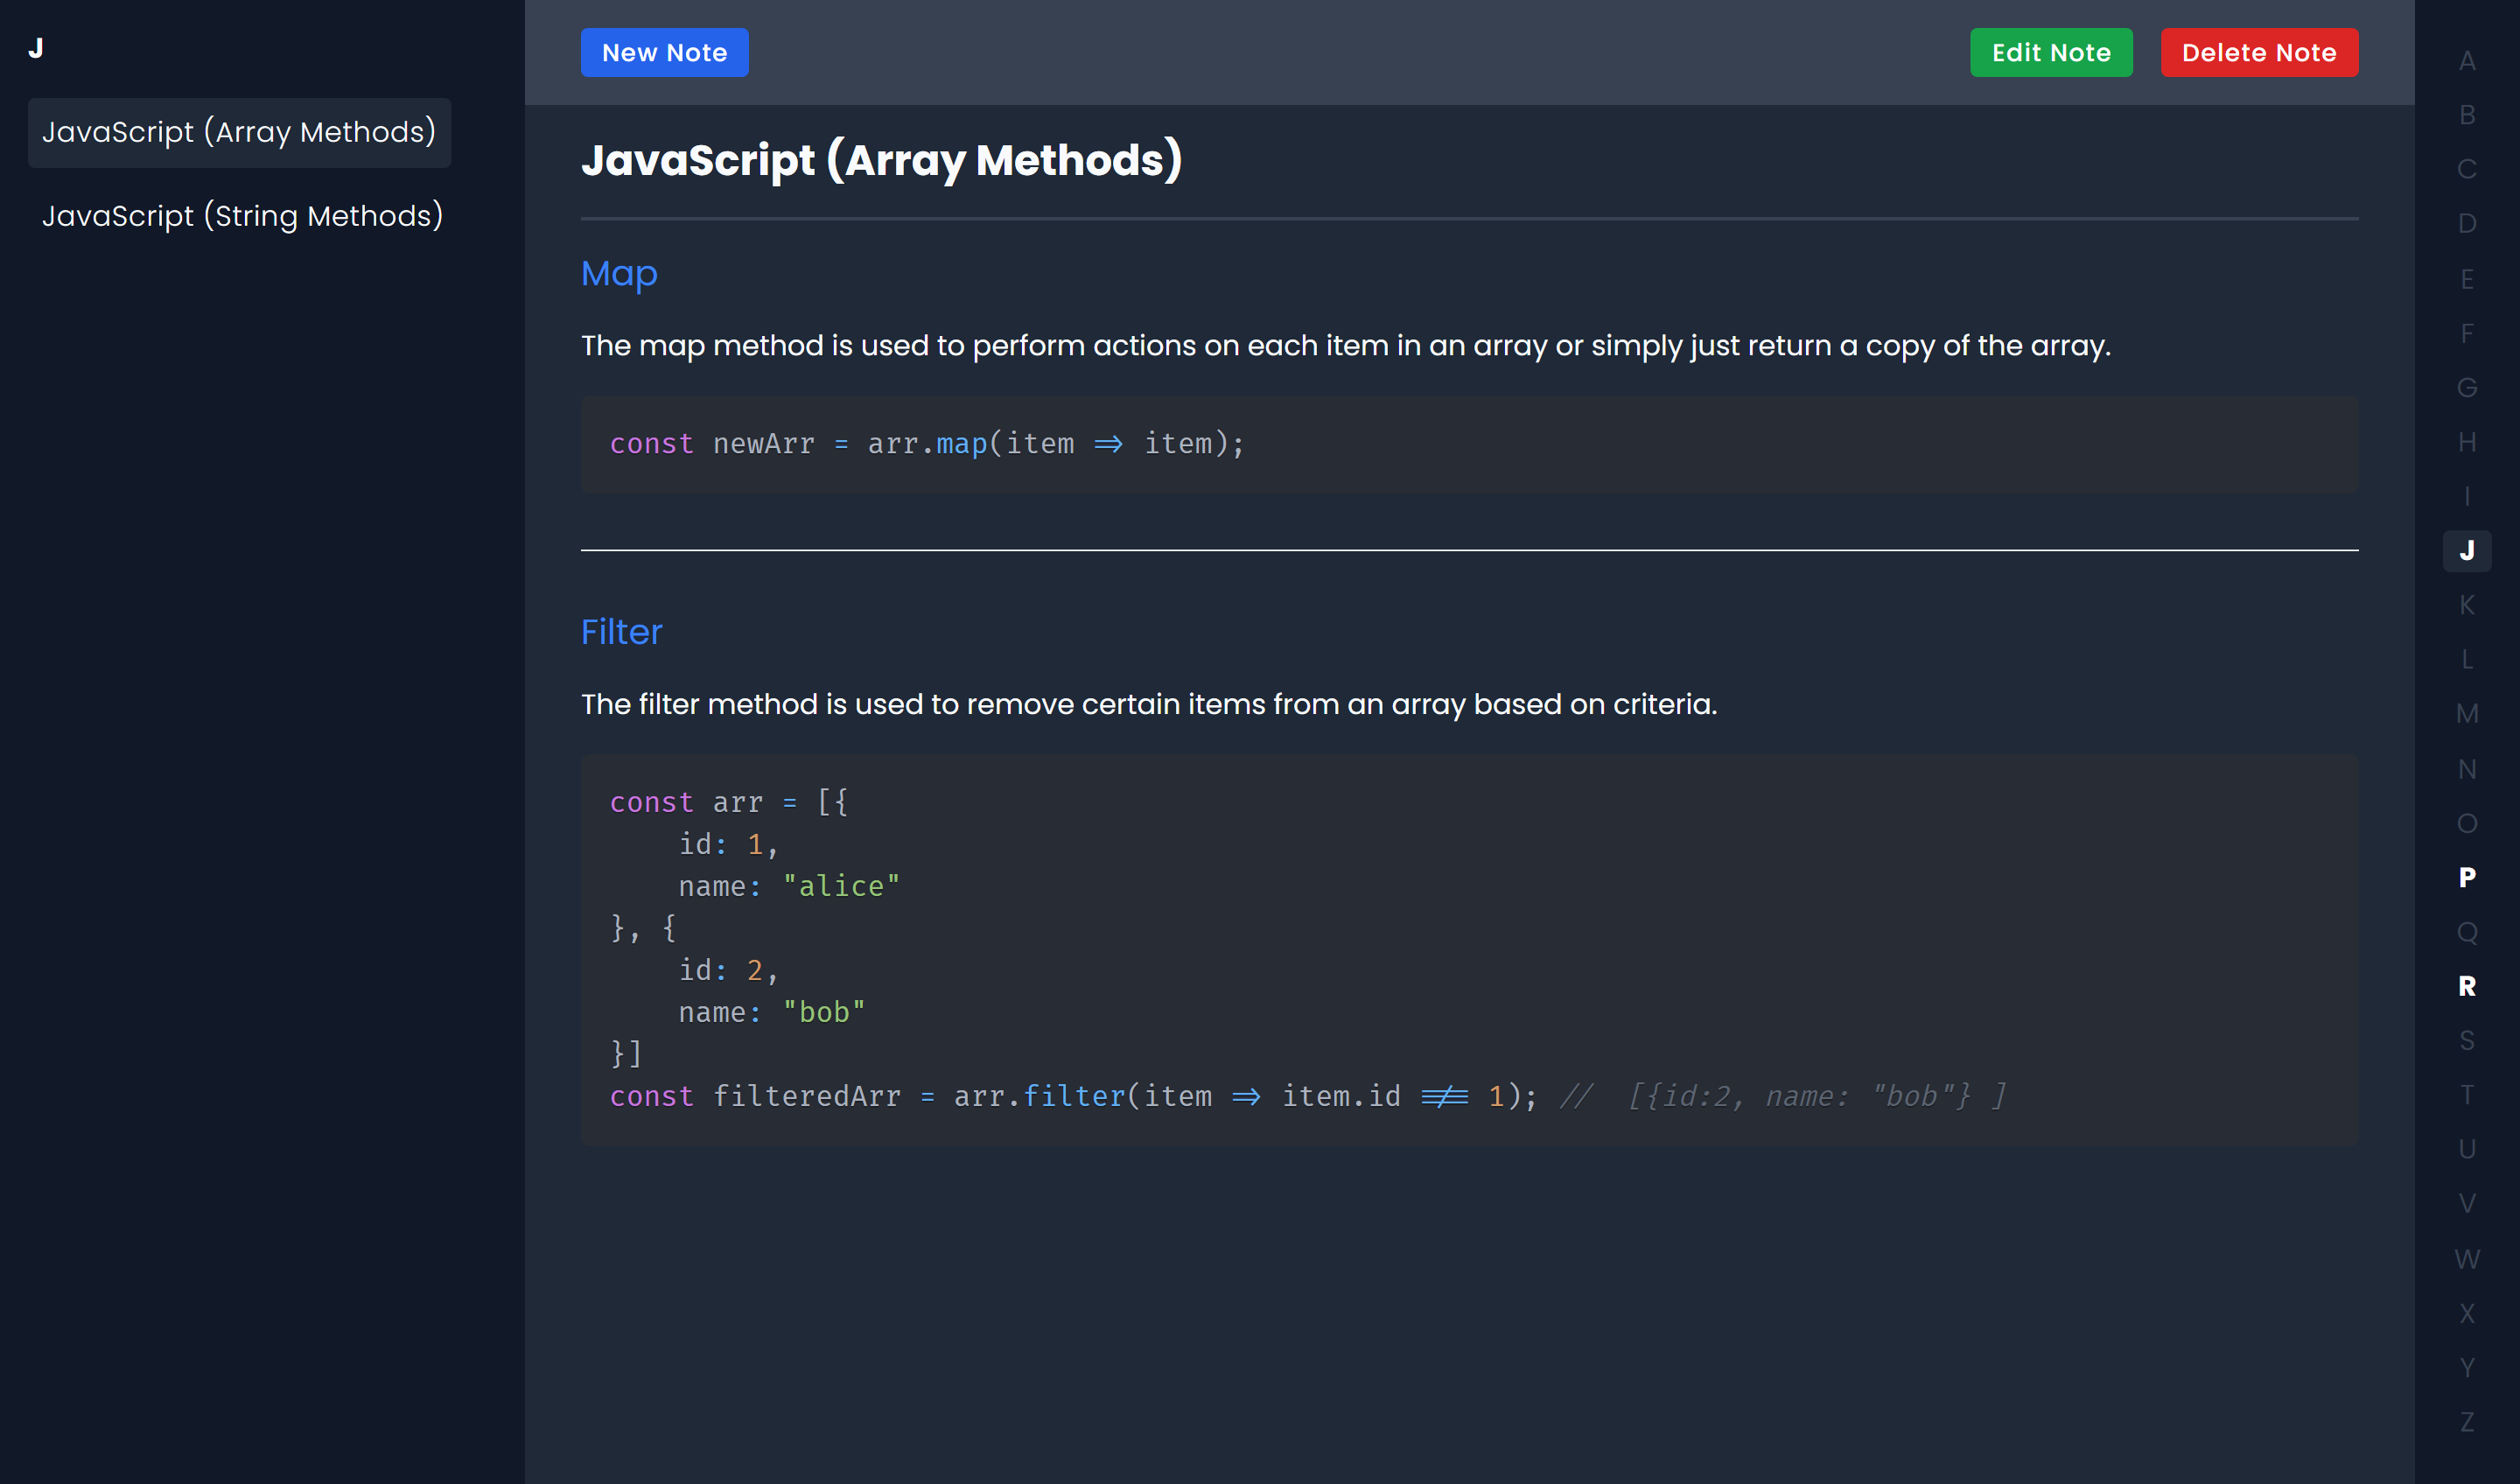 J
JavaScript (Array Methods)
JavaScript (String Methods)
New Note
Edit Note
Delete Note
JavaScript (Array Methods)
Map
The map method is used to perform actions on each item in an array or simply just return a copy of the array.
const newArr = arr.map(item => item);
Filter
The filter method is used to remove certain items from an array based on criteria.
const arr = [{
    id: 1,
    name: "alice"
}, {
    id: 2,
    name: "bob"
}]
const filteredArr = arr.filter(item => item.id !== 1); //  [{id:2, name: "bob"} ]
A
B
C
D
E
F
G
H
I
J
K
L
M
N
O
P
Q
R
S
T
U
V
W
X
Y
Z